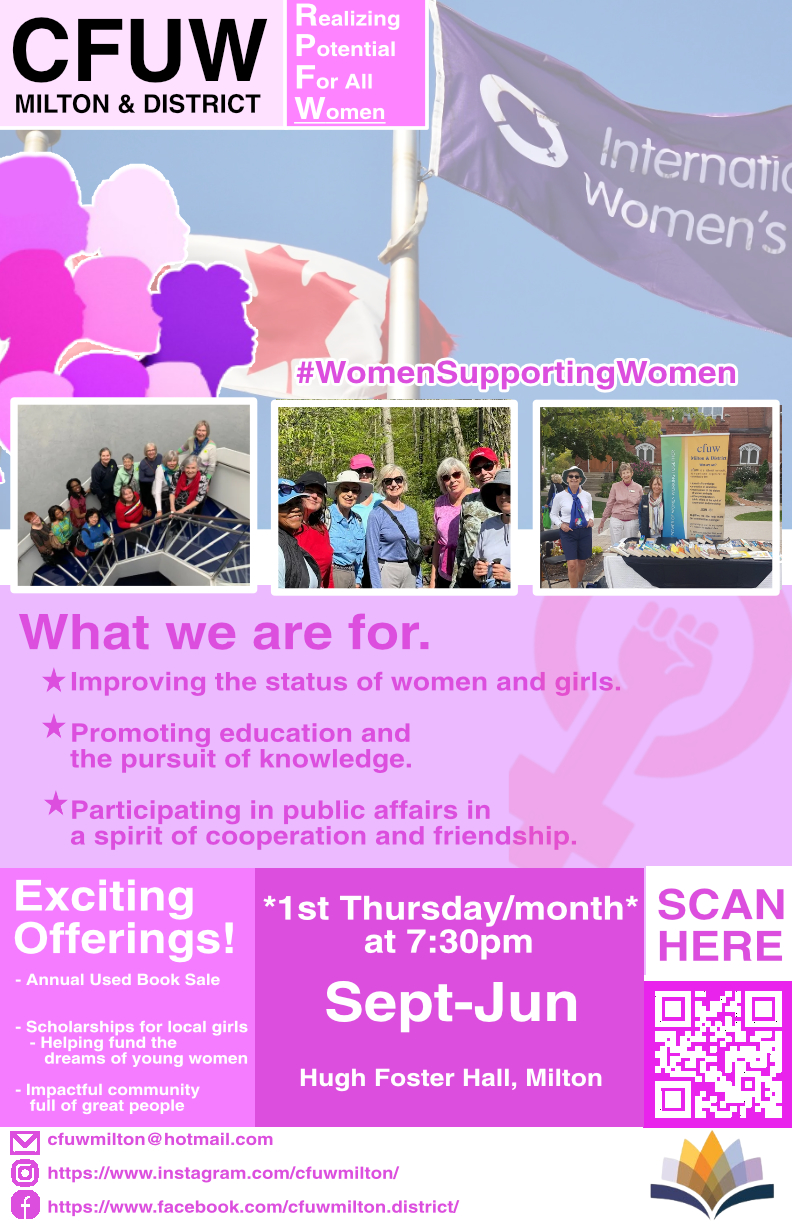 CFUW
MILTON & DISTRICT
Realizing
Potential
For All
Women
Internatio
Women's
#WomenSupportingWomen
cfuw
Milton & District
What we are for.
★ Improving the status of women and girls.
★ Promoting education and
the pursuit of knowledge.
★ Participating in public affairs in
a spirit of cooperation and friendship.
Exciting
Offerings!
- Annual Used Book Sale
- Scholarships for local girls
- Helping fund the
dreams of young women
- Impactful community
full of great people
*1st Thursday/month*
at 7:30pm
Sept-Jun
Hugh Foster Hall, Milton
SCAN
HERE
cfuwmilton@hotmail.com
https://www.instagram.com/cfuwmilton/
https://www.facebook.com/cfuwmilton.district/